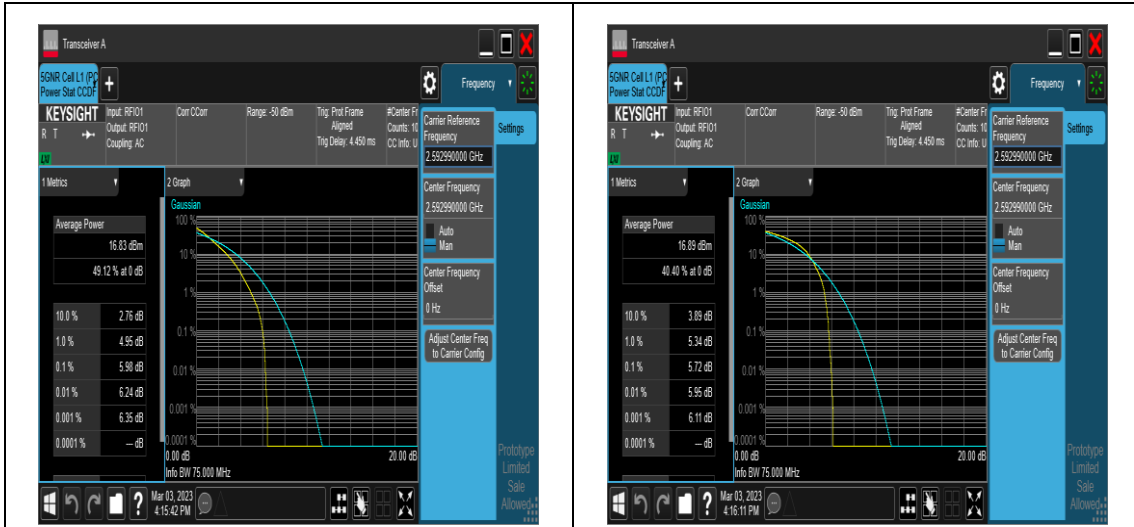 Transceiver A
5GNR Cell L1 (PC
Power Stat CCDF
Frequency
KEYSIGHT
R T
LXI
Input: RFIO1
Output: RFIO1
Coupling: AC
Corr CCorr
Range: -50 dBm
Trig: Prot Frame
Aligned
Trig Delay: 4.450 ms
#Center Fr
Counts: 10
CC Info: U
Carrier Reference
Frequency
2.592990000 GHz
Settings
Center Frequency
2.592990000 GHz
Auto
Man
Center Frequency
Offset
0 Hz
Adjust Center Freq
to Carrier Config
1 Metrics
Average Power
16.83 dBm
49.12 % at 0 dB
10.0 % 2.76 dB
1.0 % 4.95 dB
0.1 % 5.98 dB
0.01 % 6.24 dB
0.001 % 6.35 dB
0.0001 % --- dB
2 Graph
Gaussian
100 %
10 %
1 %
0.1 %
0.01 %
0.001 %
0.0001 %
0.00 dB 20.00 dB
Info BW 75.000 MHz
Prototype
Limited
Sale
Allowed
?
Mar 03, 2023
4:15:42 PM
Transceiver A
5GNR Cell L1 (PC
Power Stat CCDF
Frequency
KEYSIGHT
R T
LXI
Input: RFIO1
Output: RFIO1
Coupling: AC
Corr CCorr
Range: -50 dBm
Trig: Prot Frame
Aligned
Trig Delay: 4.450 ms
#Center Fr
Counts: 10
CC Info: U
Carrier Reference
Frequency
2.592990000 GHz
Settings
Center Frequency
2.592990000 GHz
Auto
Man
Center Frequency
Offset
0 Hz
Adjust Center Freq
to Carrier Config
1 Metrics
Average Power
16.89 dBm
40.40 % at 0 dB
10.0 % 3.89 dB
1.0 % 5.34 dB
0.1 % 5.72 dB
0.01 % 5.95 dB
0.001 % 6.11 dB
0.0001 % --- dB
2 Graph
Gaussian
100 %
10 %
1 %
0.1 %
0.01 %
0.001 %
0.0001 %
0.00 dB 20.00 dB
Info BW 75.000 MHz
Prototype
Limited
Sale
Allowed
?
Mar 03, 2023
4:16:11 PM